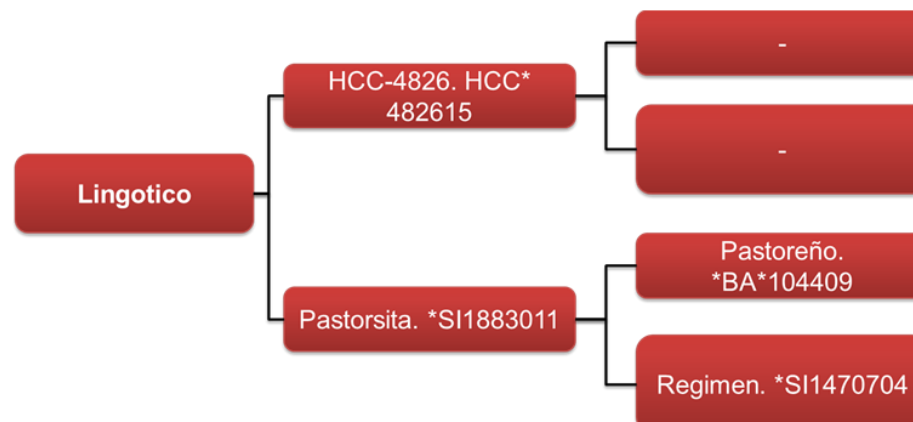 -
HCC-4826. HCC*
482615
-
Lingotico
Pastoreño.
*BA*104409
Pastorsita. *SI1883011
Regimen. *SI1470704